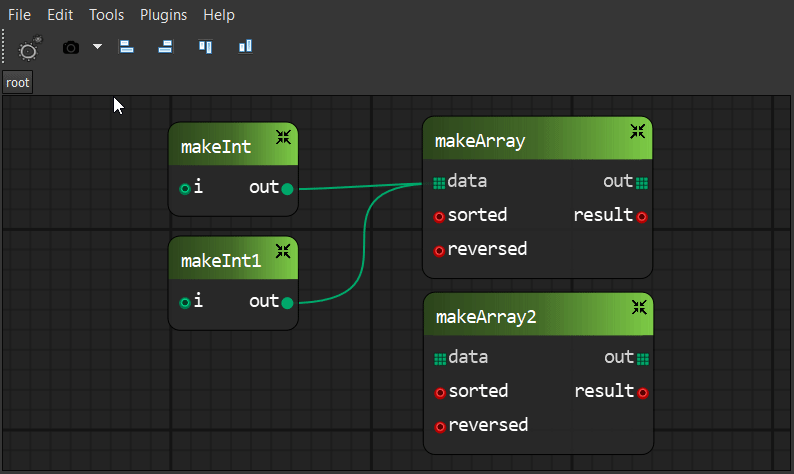 File Edit Tools Plugins Help
root
makeInt
i out
makeInt1
i out
makeArray
data out
sorted result
reversed
makeArray2
data out
sorted result
reversed